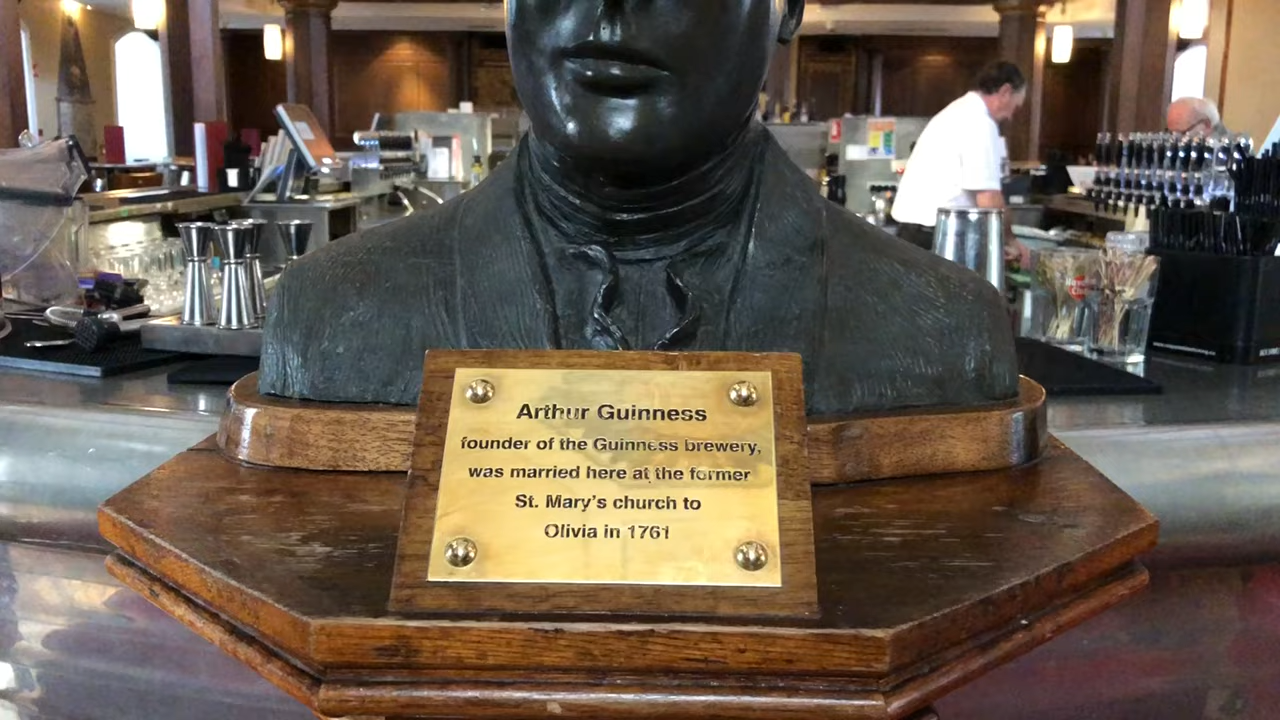 Arthur Guinness
founder of the Guinness brewery,
was married here at the former
St. Mary's church to
Olivia in 1761